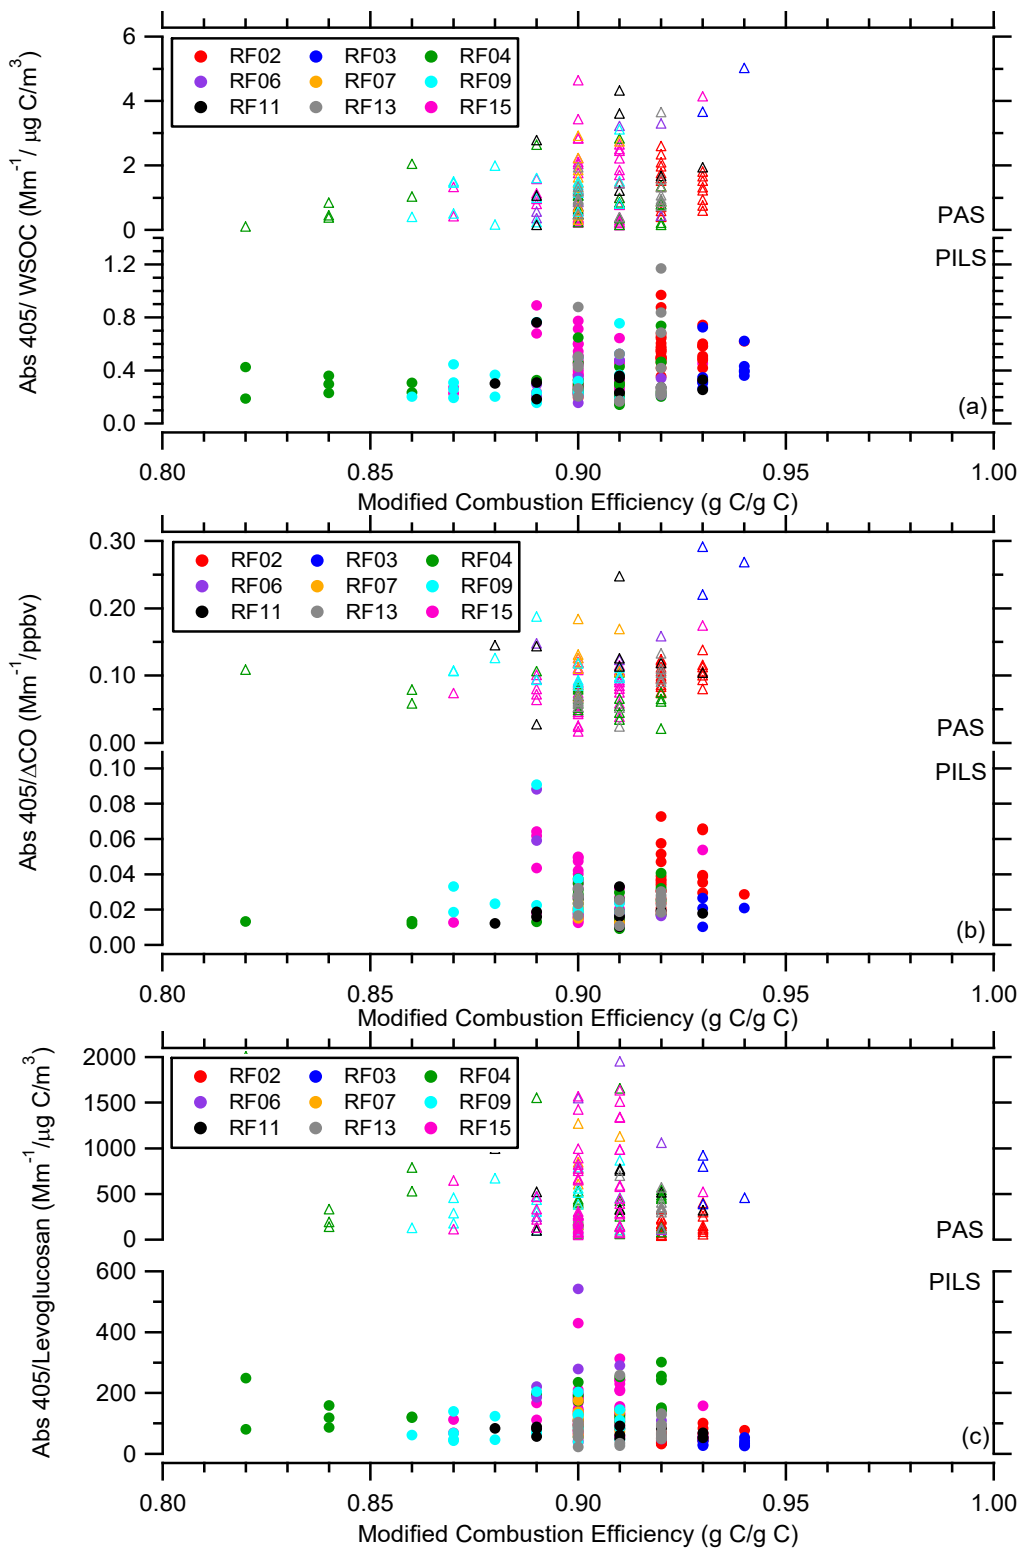 Abs 405/ WSOC (Mm⁻¹/ μg C/m³)
6
4
2
0
RF02 RF03 RF04
RF06 RF07 RF09
RF11 RF13 RF15
PAS
PILS
1.2
0.8
0.4
0.0
(a)
0.80 0.85 0.90 0.95 1.00
Modified Combustion Efficiency (g C/g C)
Abs 405/ΔCO (Mm⁻¹/ppbv)
0.30
0.20
0.10
0.00
RF02 RF03 RF04
RF06 RF07 RF09
RF11 RF13 RF15
PAS
PILS
0.10
0.08
0.06
0.04
0.02
0.00
(b)
0.80 0.85 0.90 0.95 1.00
Modified Combustion Efficiency (g C/g C)
Abs 405/Levoglucosan (Mm⁻¹/μg C/m³)
2000
1500
1000
500
0
RF02 RF03 RF04
RF06 RF07 RF09
RF11 RF13 RF15
PAS
PILS
600
400
200
0
(c)
0.80 0.85 0.90 0.95 1.00
Modified Combustion Efficiency (g C/g C)